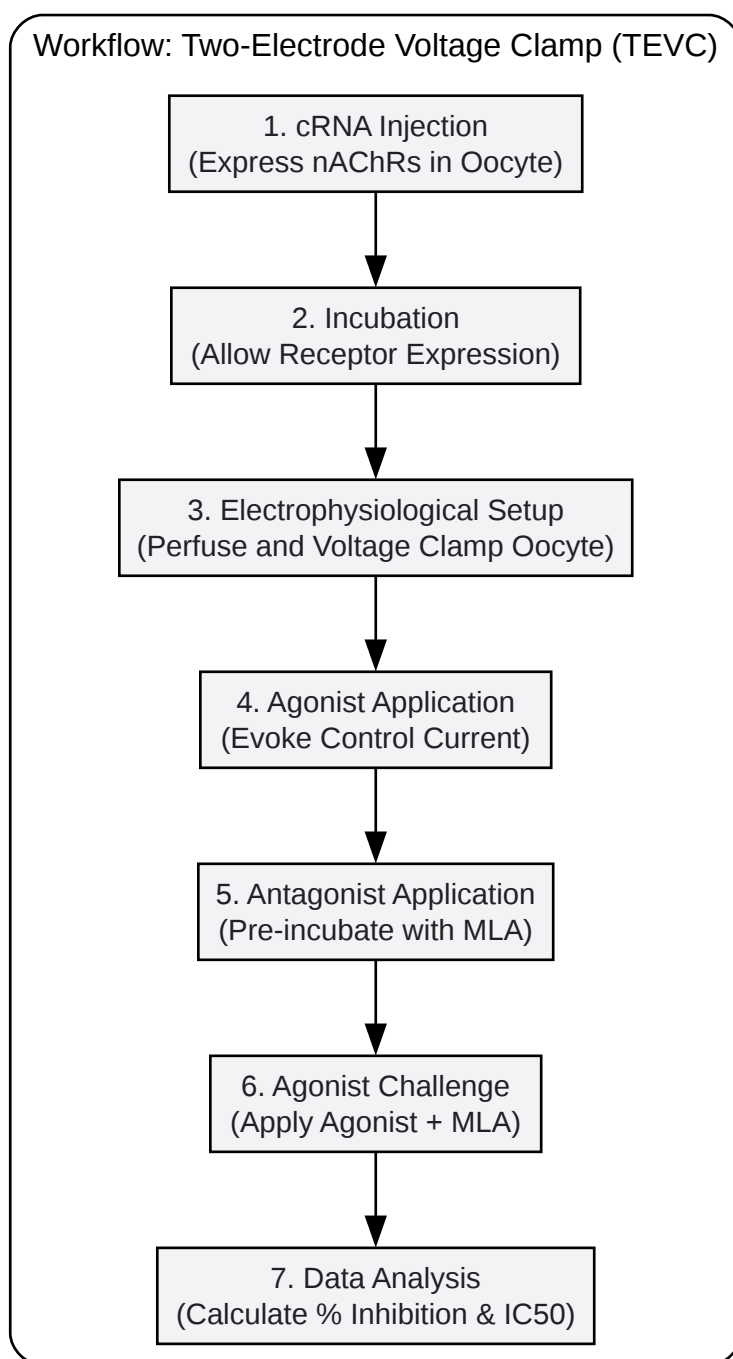 Workflow: Two-Electrode Voltage Clamp (TEVC)
1. cRNA Injection
(Express nAChRs in Oocyte)
2. Incubation
(Allow Receptor Expression)
3. Electrophysiological Setup
(Perfuse and Voltage Clamp Oocyte)
4. Agonist Application
(Evoke Control Current)
5. Antagonist Application
(Pre-incubate with MLA)
6. Agonist Challenge
(Apply Agonist + MLA)
7. Data Analysis
(Calculate % Inhibition & IC50)